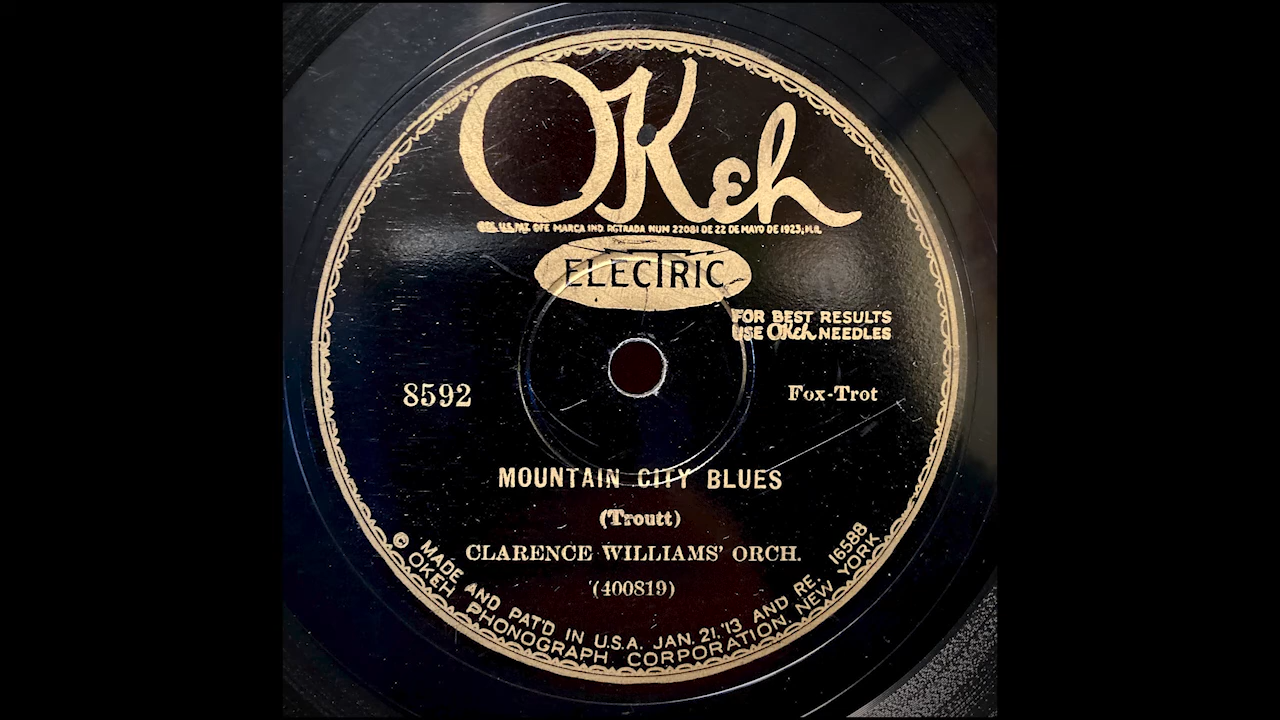 OKeh
REG. U.S. PAT. OFF. MARCA IND. RGTRADA NUM 22081 DE 22 DE MAYO DE 1923, M.R.
ELECTRIC
FOR BEST RESULTS
USE OKeh NEEDLES
8592
Fox-Trot
MOUNTAIN CITY BLUES
(Troutt)
CLARENCE WILLIAMS' ORCH.
(400819)
MADE AND PAT'D IN U.S.A. JAN. 21, '13 AND RE. 16588
© OKEH PHONOGRAPH CORPORATION. NEW YORK